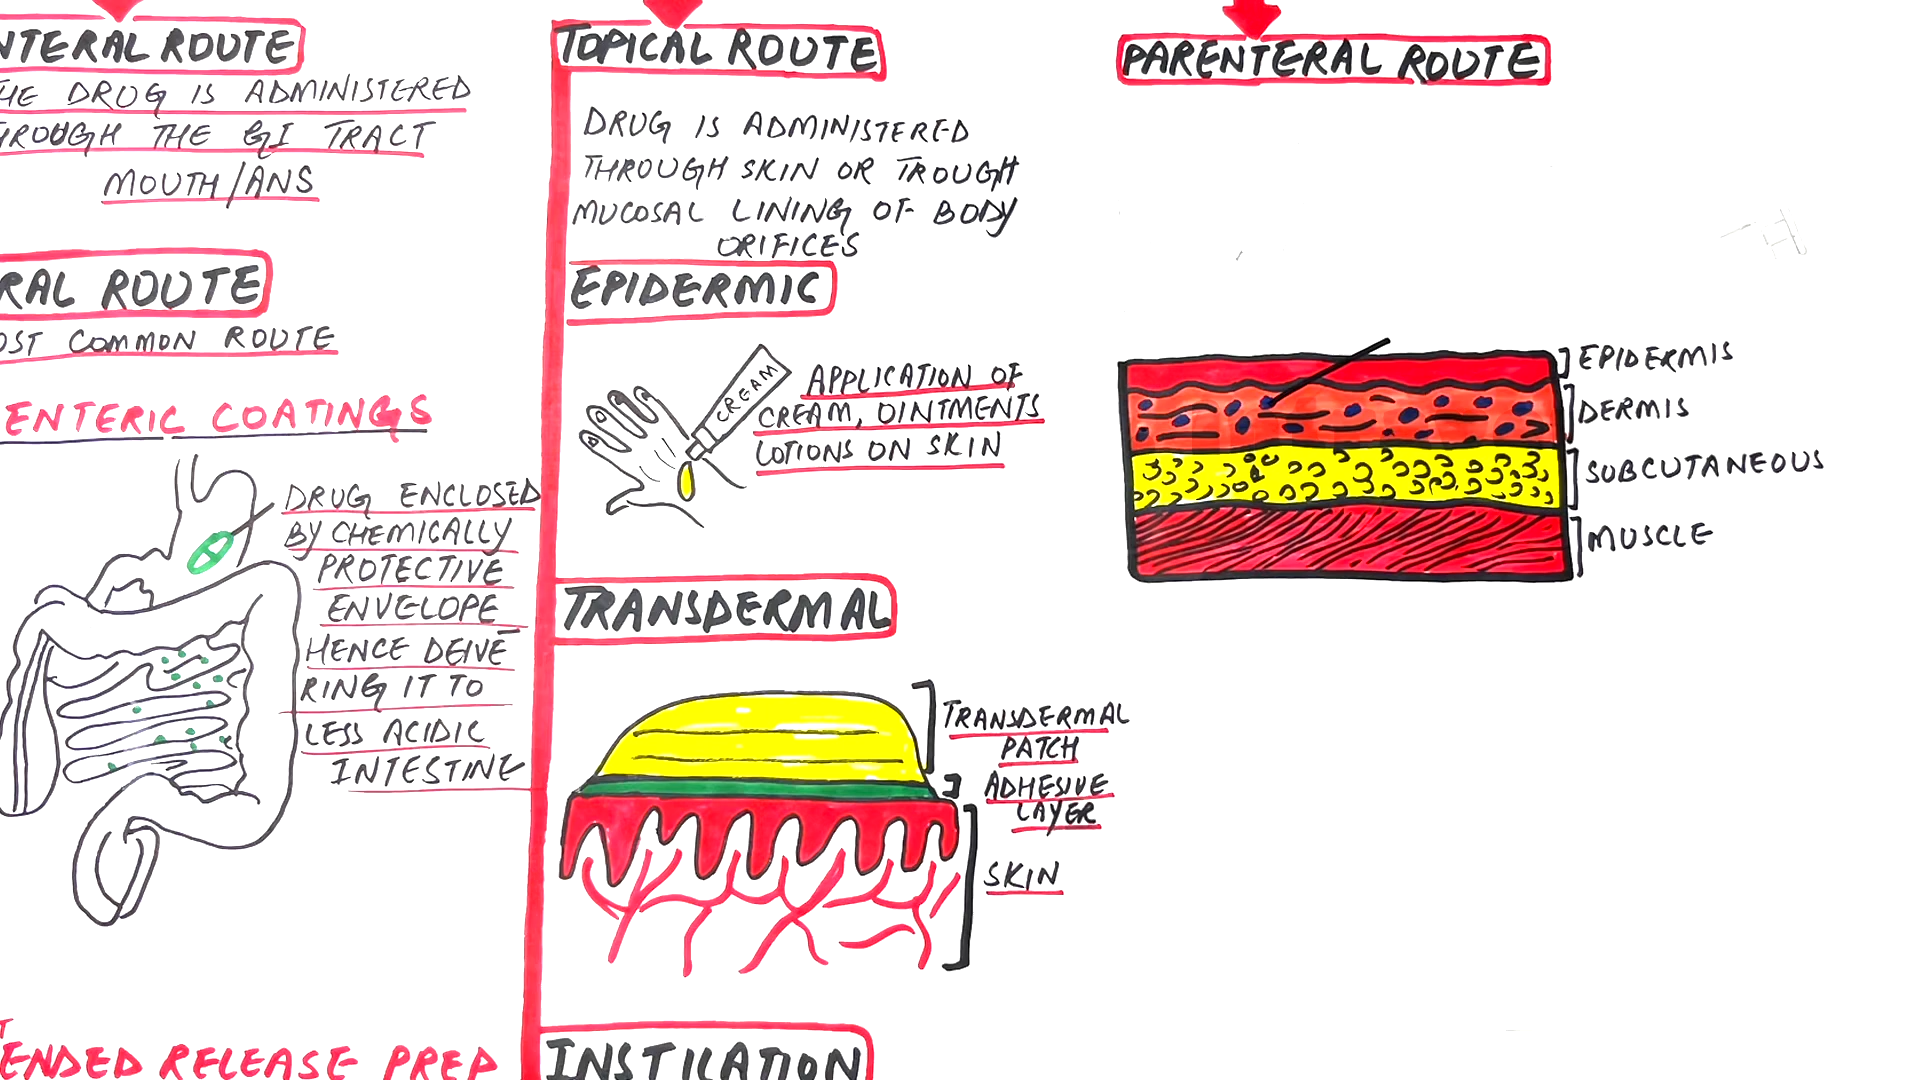 NTERAL ROUTE
HE DRUG IS ADMINISTERED
HROUGH THE GI TRACT
MOUTH/ANS
RAL ROUTE
OST COMMON ROUTE
ENTERIC COATINGS
DRUG ENCLOSED
BY CHEMICALLY
PROTECTIVE
ENVELOPE
HENCE DEIVE-
RING IT TO
LESS ACIDIC
INTESTINE
ENDED RELEASE PREP
TOPICAL ROUTE
DRUG IS ADMINISTERED
THROUGH SKIN OR TROUGH
MUCOSAL LINING OF BODY
ORIFICES
EPIDERMIC
CREAM
APPLICATION OF
CREAM, OINTMENTS
LOTIONS ON SKIN
TRANSDERMAL
TRANSDERMAL
PATCH
ADHESIVE
LAYER
SKIN
INSTILATION
PARENTERAL ROUTE
EPIDERMIS
DERMIS
SUBCUTANEOUS
MUSCLE